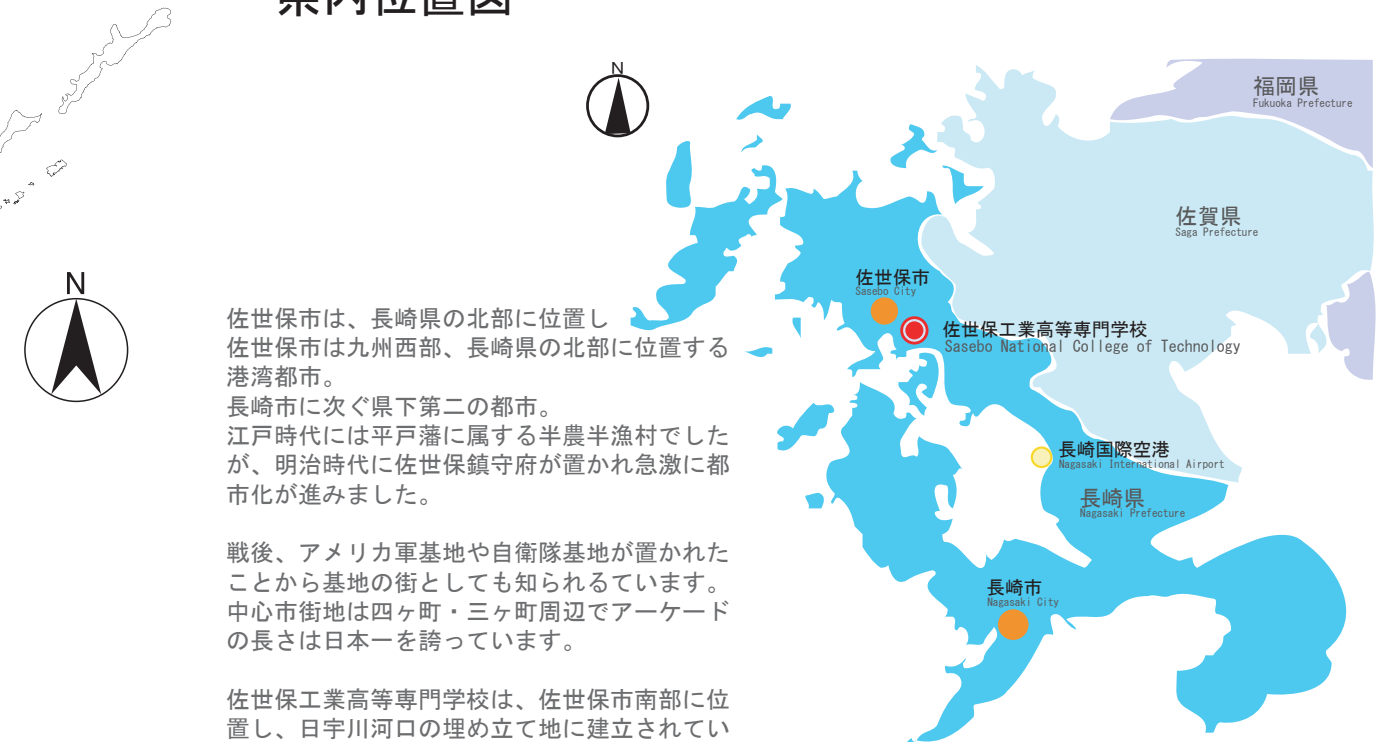 県内位置図
N
福岡県
Fukuoka Prefecture
佐賀県
Saga Prefecture
佐世保市
Sasebo City
佐世保工業高等専門学校
Sasebo National College of Technology
長崎国際空港
Nagasaki International Airport
長崎県
Nagasaki Prefecture
長崎市
Nagasaki City
N
佐世保市は、長崎県の北部に位置し
佐世保市は九州西部、長崎県の北部に位置する
港湾都市。
長崎市に次ぐ県下第二の都市。
江戸時代には平戸藩に属する半農半漁村でした
が、明治時代に佐世保鎮守府が置かれ急激に都
市化が進みました。
戦後、アメリカ軍基地や自衛隊基地が置かれた
ことから基地の街としても知られるています。
中心市街地は四ヶ町・三ヶ町周辺でアーケード
の長さは日本一を誇っています。
佐世保工業高等専門学校は、佐世保市南部に位
置し、日宇川河口の埋め立て地に建立されてい